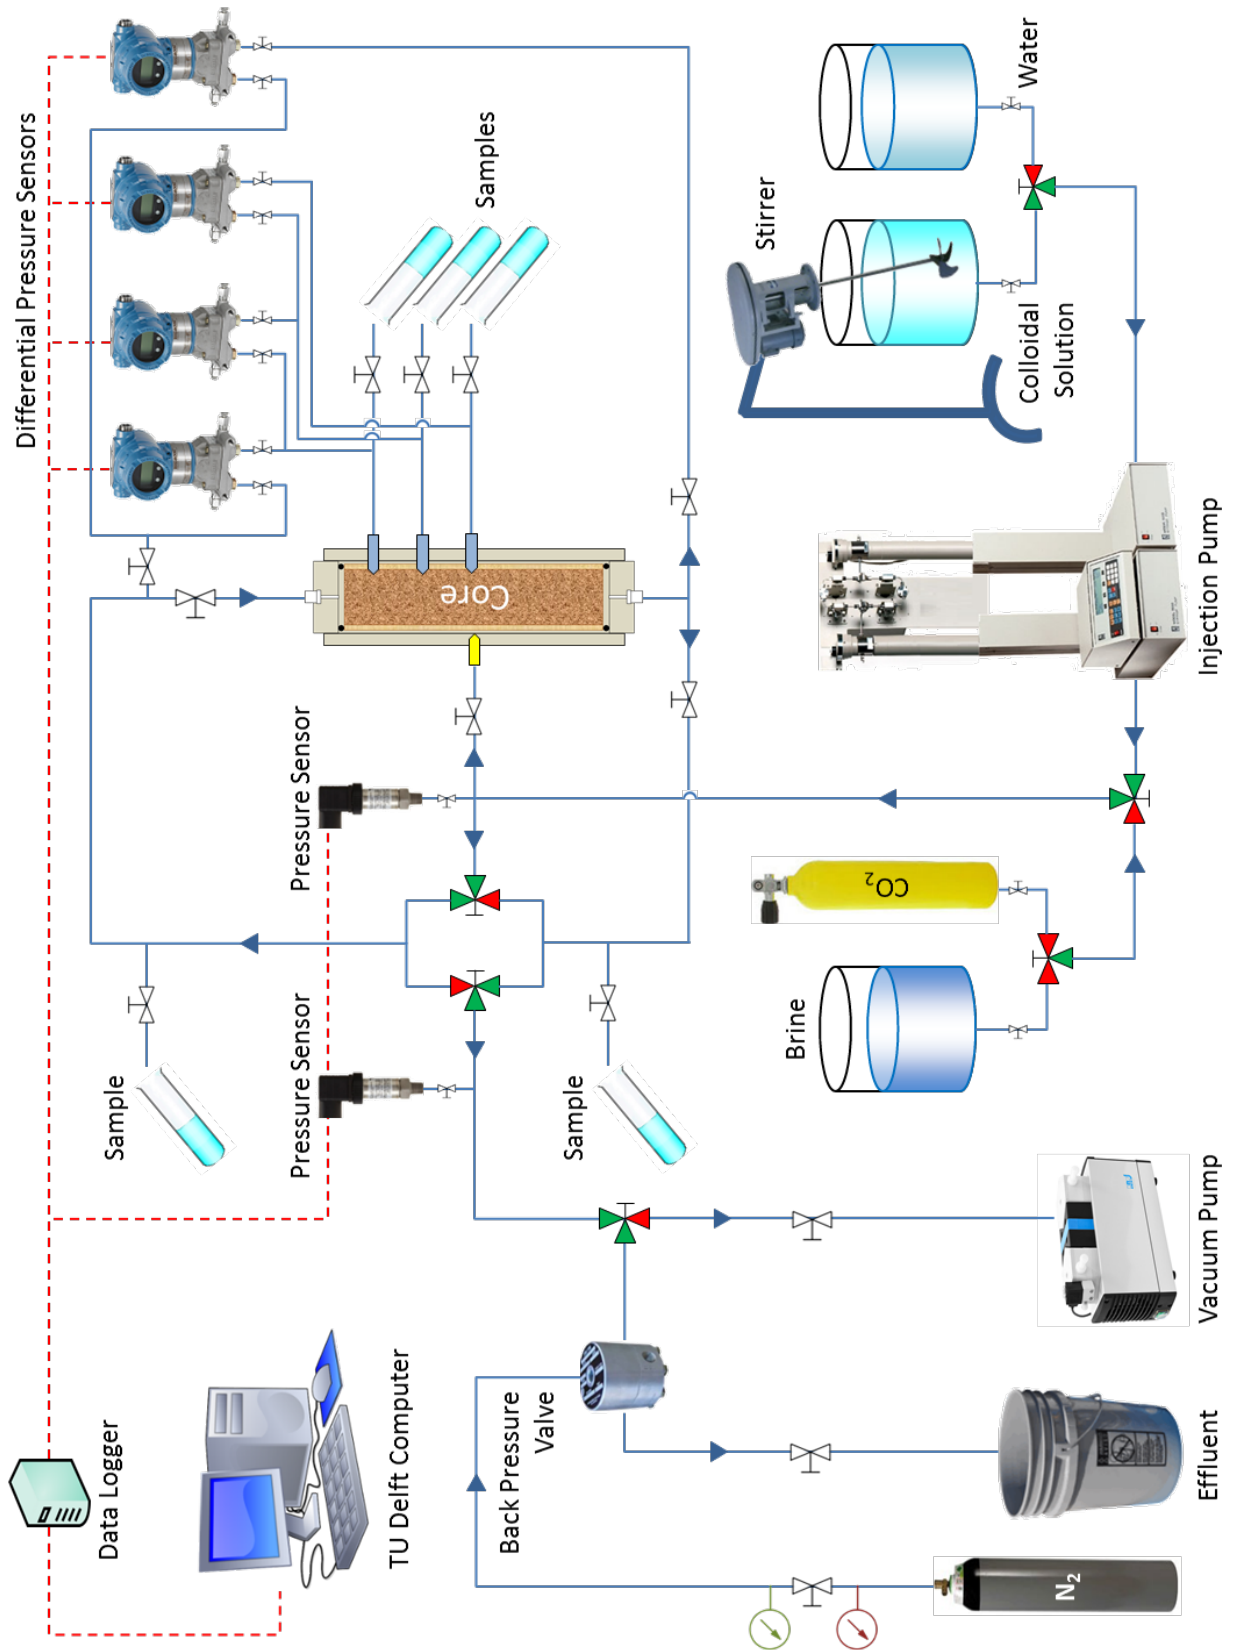 Differential Pressure Sensors
Samples
Water
Stirrer
Colloidal
Solution
Core
Injection Pump
Pressure Sensor
CO2
Brine
Sample
Pressure Sensor
Sample
Vacuum Pump
Data Logger
TU Delft Computer
Back Pressure
Valve
Effluent
N2